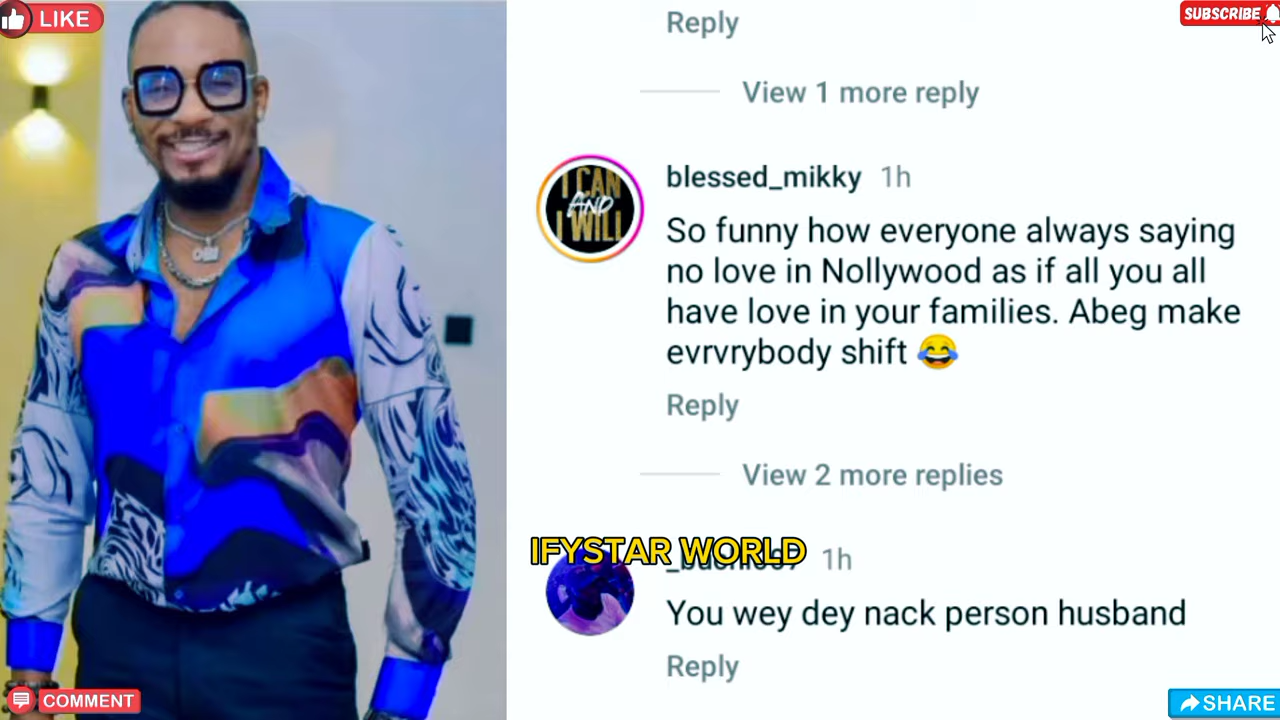 LIKE
SUBSCRIBE
Reply
View 1 more reply
I CAN
AND
I WILL
blessed_mikky 1h
So funny how everyone always saying
no love in Nollywood as if all you all
have love in your families. Abeg make
evrvrybody shift 😂
Reply
View 2 more replies
IFYSTAR WORLD
1h
You wey dey nack person husband
Reply
COMMENT
SHARE